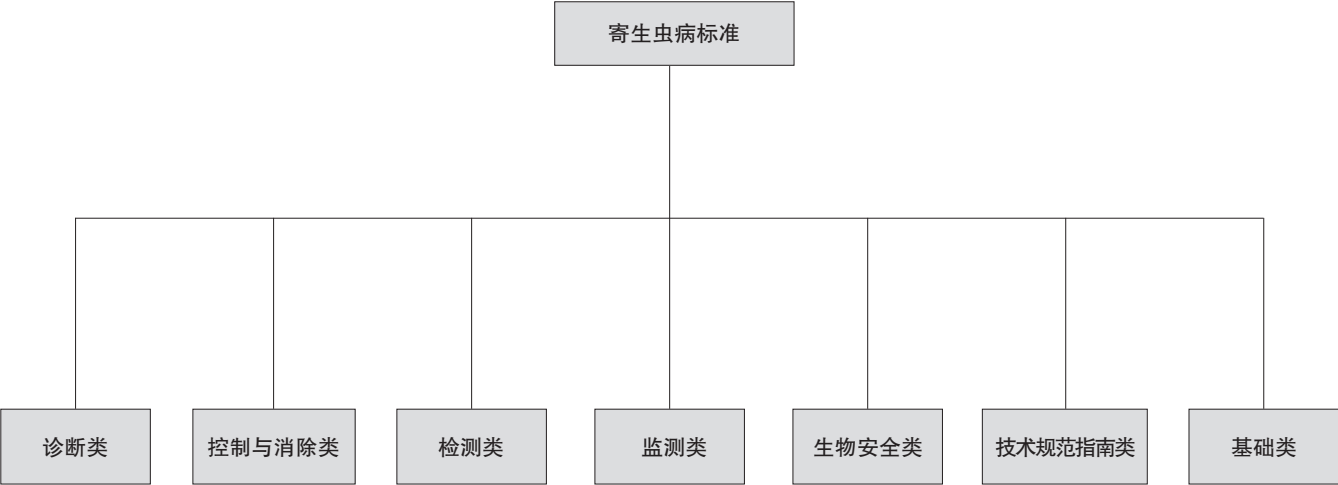 寄生虫病标准
诊断类
控制与消除类
检测类
监测类
生物安全类
技术规范指南类
基础类